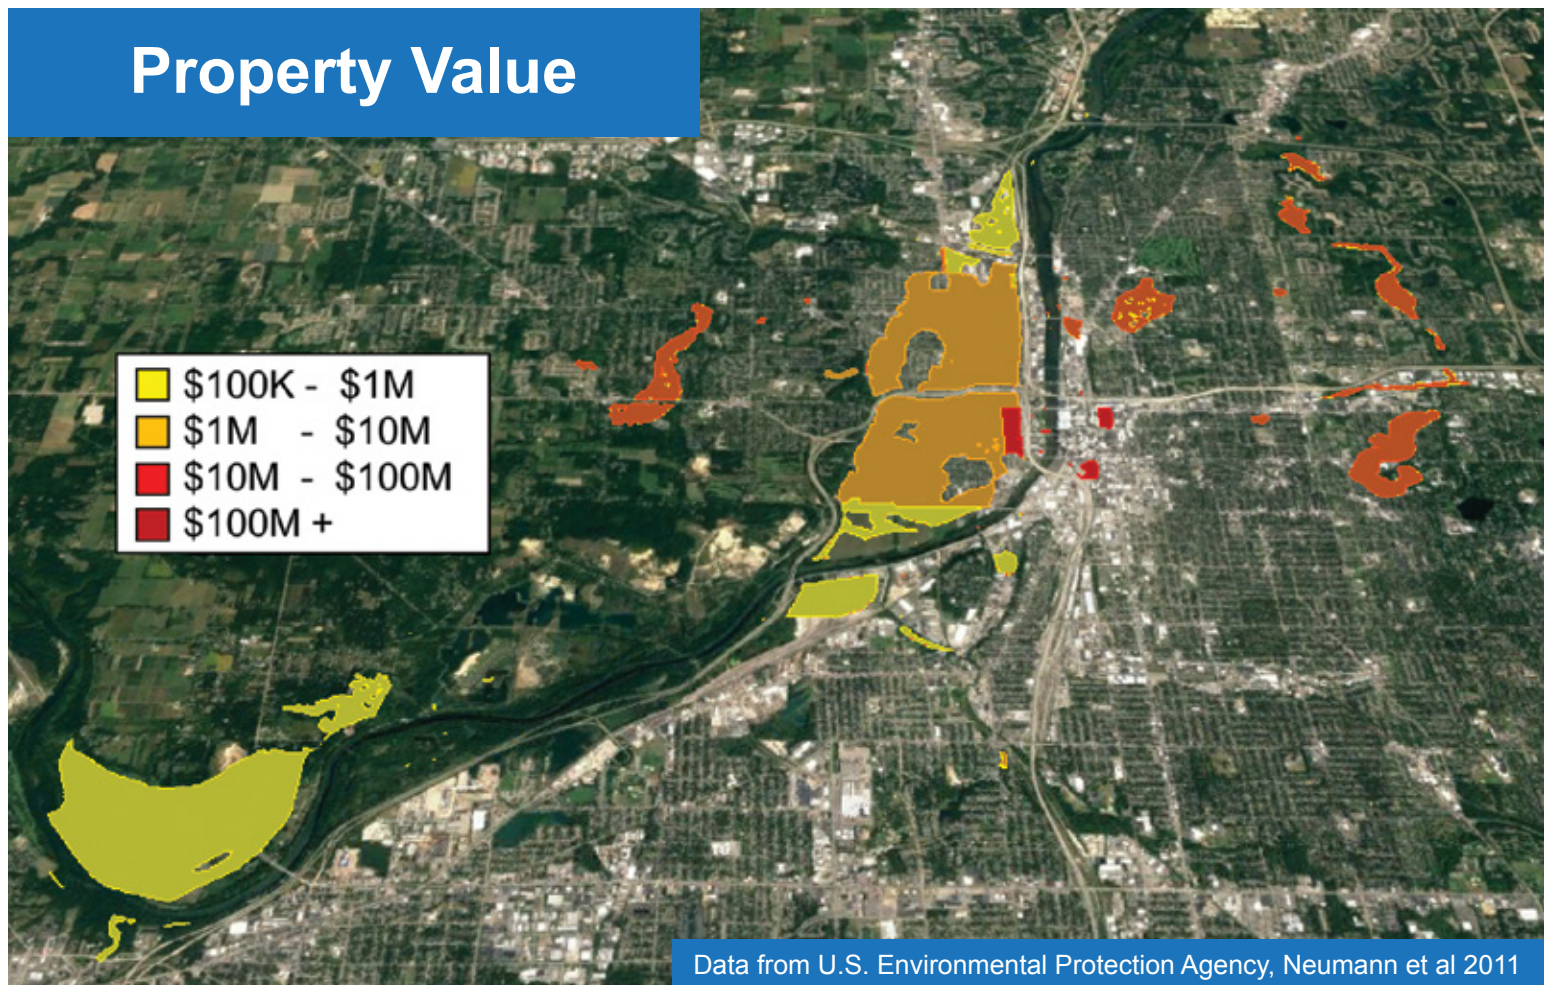 Property Value
$100K - $1M
$1M - $10M
$10M - $100M
$100M +
Data from U.S. Environmental Protection Agency, Neumann et al 2011